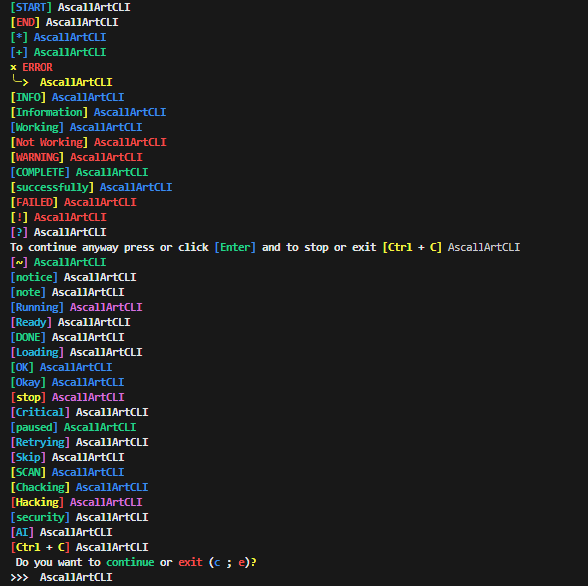 [START] AscallArtCLI
[END] AscallArtCLI
[*] AscallArtCLI
[+] AscallArtCLI
× ERROR
╰─> AscallArtCLI
[INFO] AscallArtCLI
[Information] AscallArtCLI
[Working] AscallArtCLI
[Not Working] AscallArtCLI
[WARNING] AscallArtCLI
[COMPLETE] AscallArtCLI
[successfully] AscallArtCLI
[FAILED] AscallArtCLI
[!] AscallArtCLI
[?] AscallArtCLI
To continue anyway press or click [Enter] and to stop or exit [Ctrl + C] AscallArtCLI
[~] AscallArtCLI
[notice] AscallArtCLI
[note] AscallArtCLI
[Running] AscallArtCLI
[Ready] AscallArtCLI
[DONE] AscallArtCLI
[Loading] AscallArtCLI
[OK] AscallArtCLI
[Okay] AscallArtCLI
[stop] AscallArtCLI
[Critical] AscallArtCLI
[paused] AscallArtCLI
[Retrying] AscallArtCLI
[Skip] AscallArtCLI
[SCAN] AscallArtCLI
[Chacking] AscallArtCLI
[Hacking] AscallArtCLI
[security] AscallArtCLI
[AI] AscallArtCLI
[Ctrl + C] AscallArtCLI
Do you want to continue or exit (c ; e)?
>>> AscallArtCLI